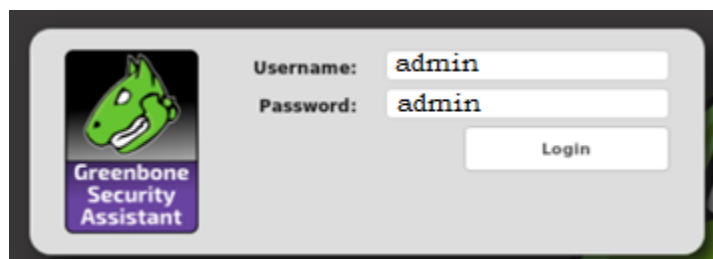 Username: admin
Password: admin
Login
Greenbone
Security
Assistant